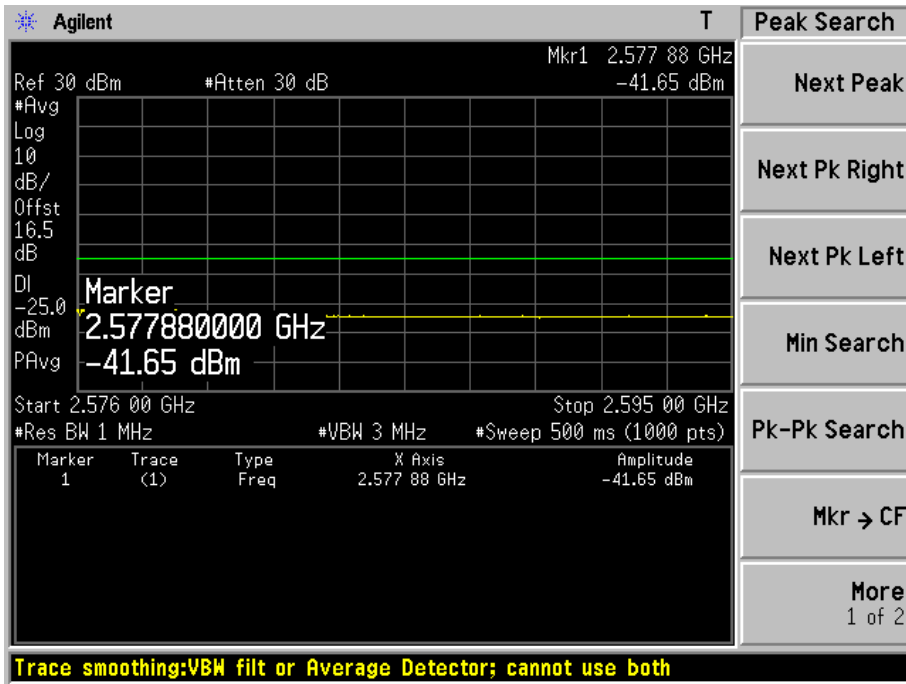 Agilent T Peak Search
Mkr1 2.577 88 GHz
Ref 30 dBm #Atten 30 dB -41.65 dBm
#Avg
Log
10
dB/
Offst
16.5
dB
DI
-25.0
dBm
PAvg
Marker
2.577880000 GHz
-41.65 dBm
Start 2.576 00 GHz Stop 2.595 00 GHz
#Res BW 1 MHz #VBW 3 MHz #Sweep 500 ms (1000 pts)
Marker Trace Type X Axis Amplitude
1 (1) Freq 2.577 88 GHz -41.65 dBm
Next Peak
Next Pk Right
Next Pk Left
Min Search
Pk-Pk Search
Mkr → CF
More
1 of 2
Trace smoothing:VBW filt or Average Detector; cannot use both